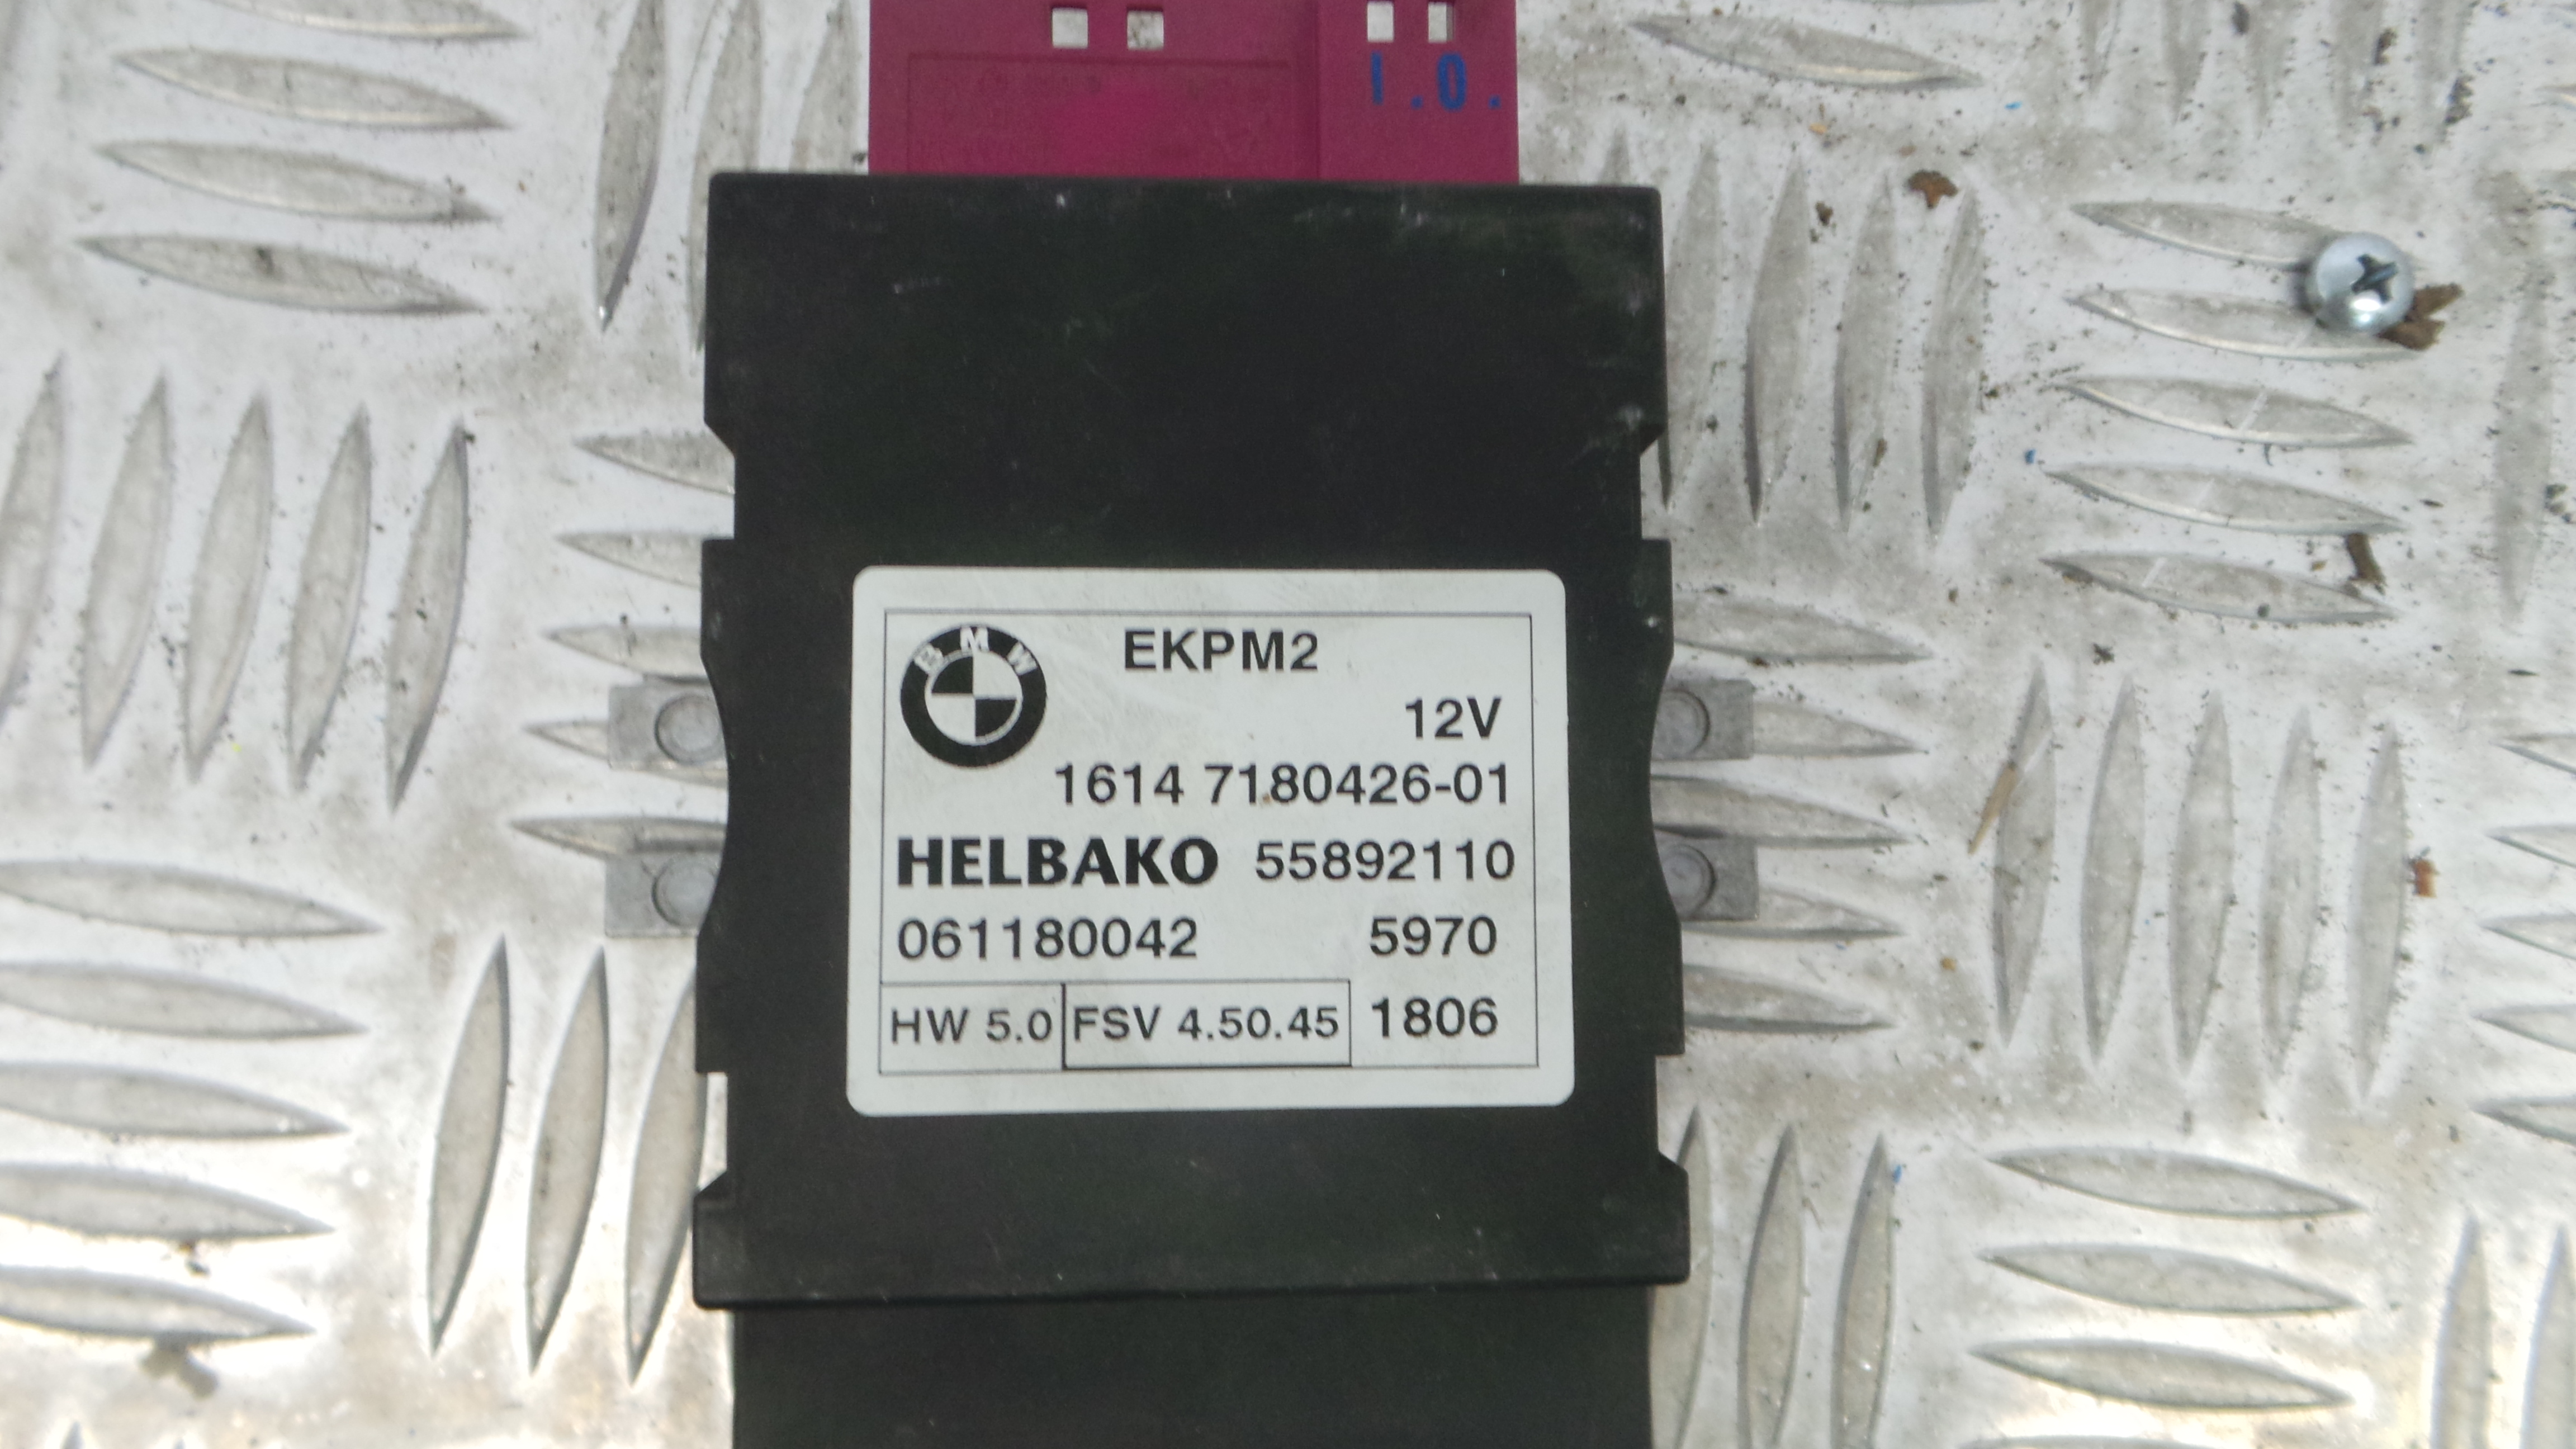 I.O.
BMW
EKPM2
12V
1614 7180426-01
HELBAKO 55892110
061180042 5970
HW 5.0 FSV 4.50.45 1806